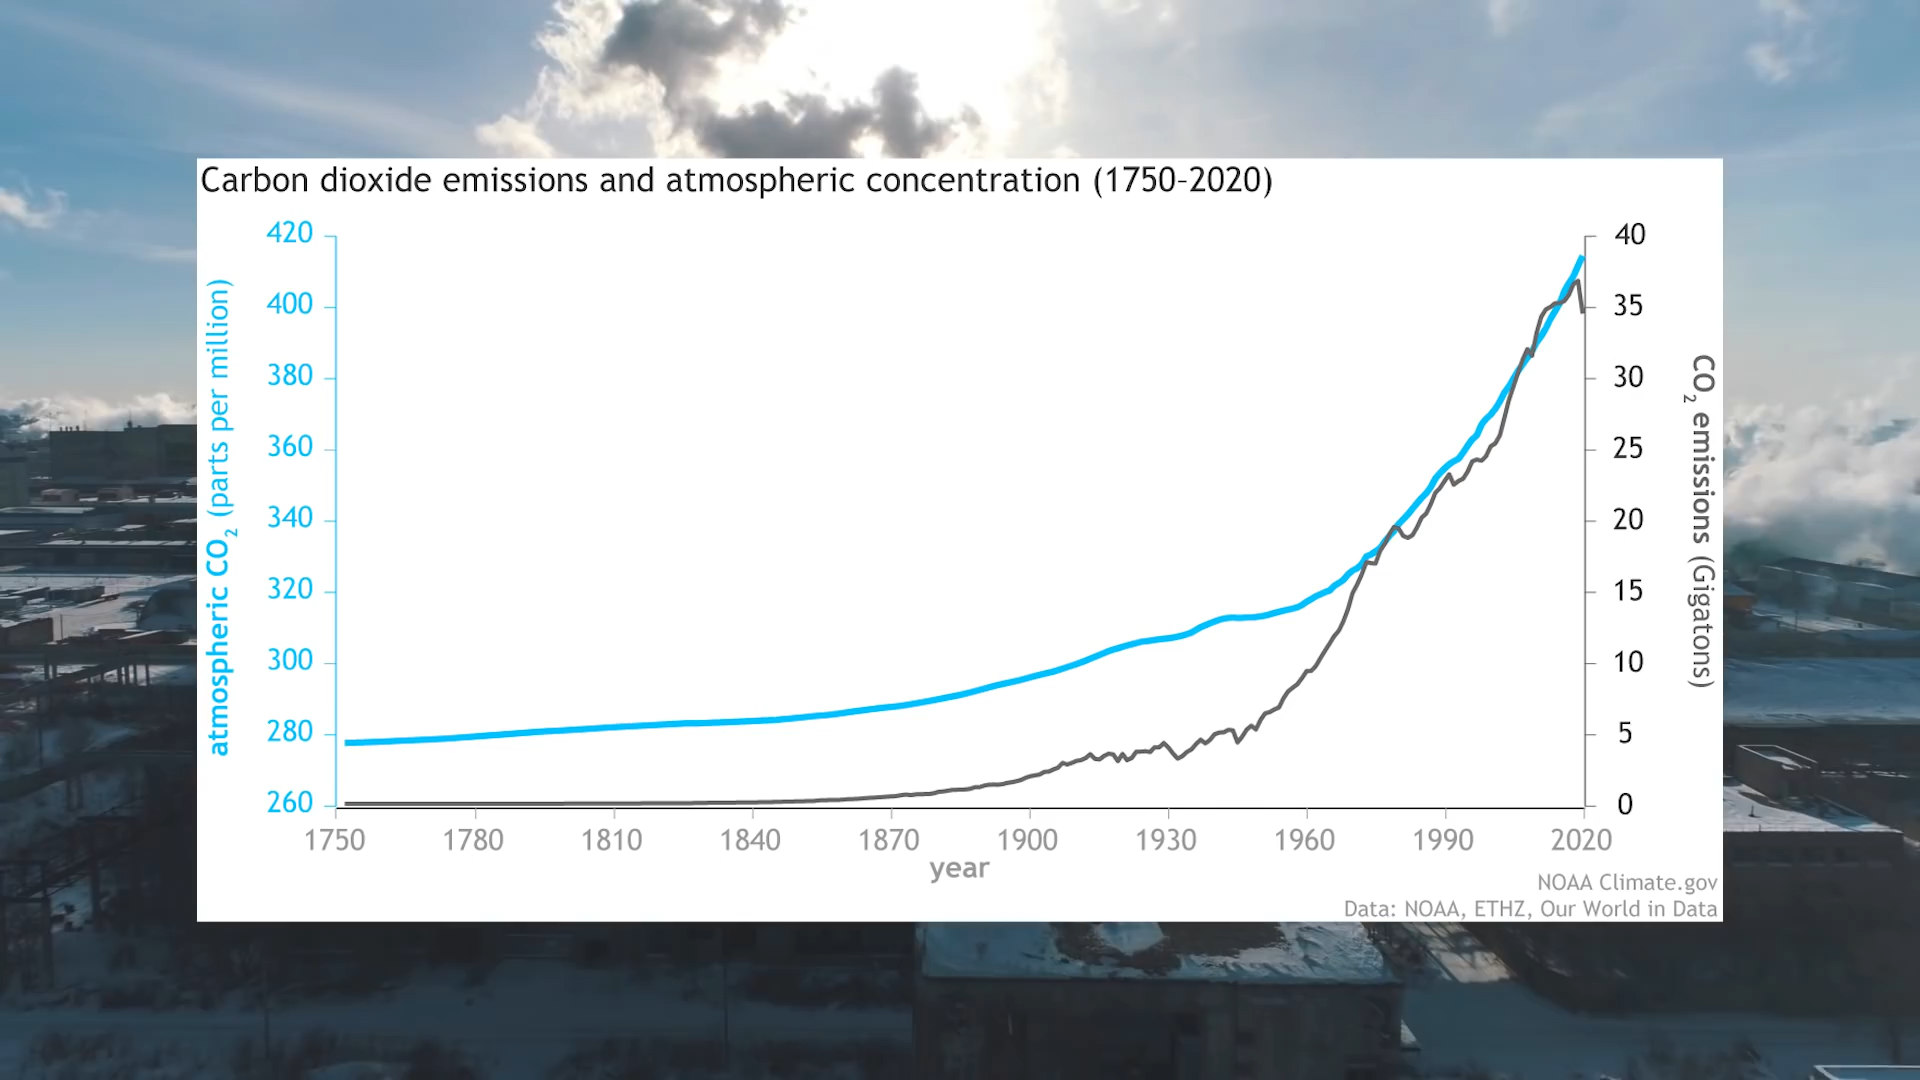 Carbon dioxide emissions and atmospheric concentration (1750-2020)
420
400
380
360
340
320
300
280
260
atmospheric CO2 (parts per million)
40
35
30
25
20
15
10
5
0
CO2 emissions (Gigatons)
1750 1780 1810 1840 1870 1900 1930 1960 1990 2020
year
NOAA Climate.gov
Data: NOAA, ETHZ, Our World in Data